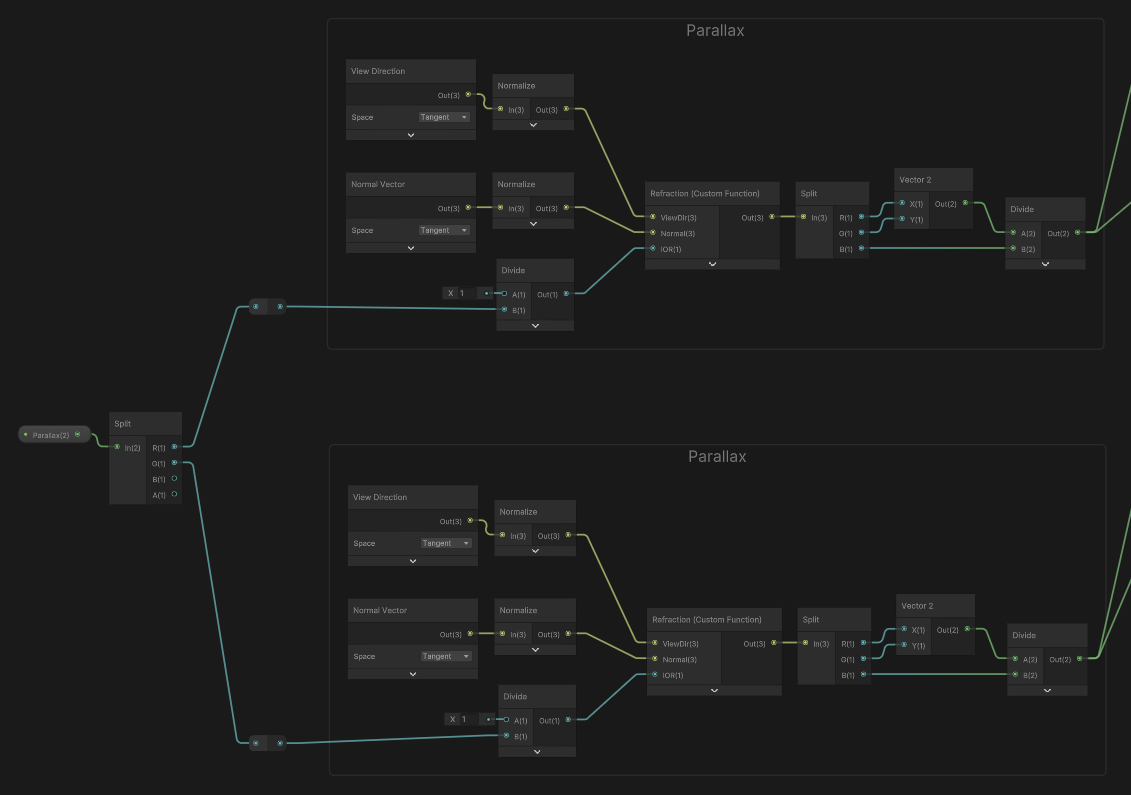 Parallax
View Direction
Out(3)
Space
Tangent
Normalize
In(3)
Out(3)
Normal Vector
Out(3)
Space
Tangent
Normalize
In(3)
Out(3)
Divide
X 1
A(1)
Out(1)
B(1)
Refraction (Custom Function)
ViewDir(3)
Out(3)
Normal(3)
IOR(1)
Split
In(3)
R(1)
G(1)
B(1)
Vector 2
X(1)
Out(2)
Y(1)
Divide
A(2)
Out(2)
B(2)
Parallax(2)
Split
In(2)
R(1)
G(1)
B(1)
A(1)
Parallax
View Direction
Out(3)
Space
Tangent
Normalize
In(3)
Out(3)
Normal Vector
Out(3)
Space
Tangent
Normalize
In(3)
Out(3)
Divide
X 1
A(1)
Out(1)
B(1)
Refraction (Custom Function)
ViewDir(3)
Out(3)
Normal(3)
IOR(1)
Split
In(3)
R(1)
G(1)
B(1)
Vector 2
X(1)
Out(2)
Y(1)
Divide
A(2)
Out(2)
B(2)